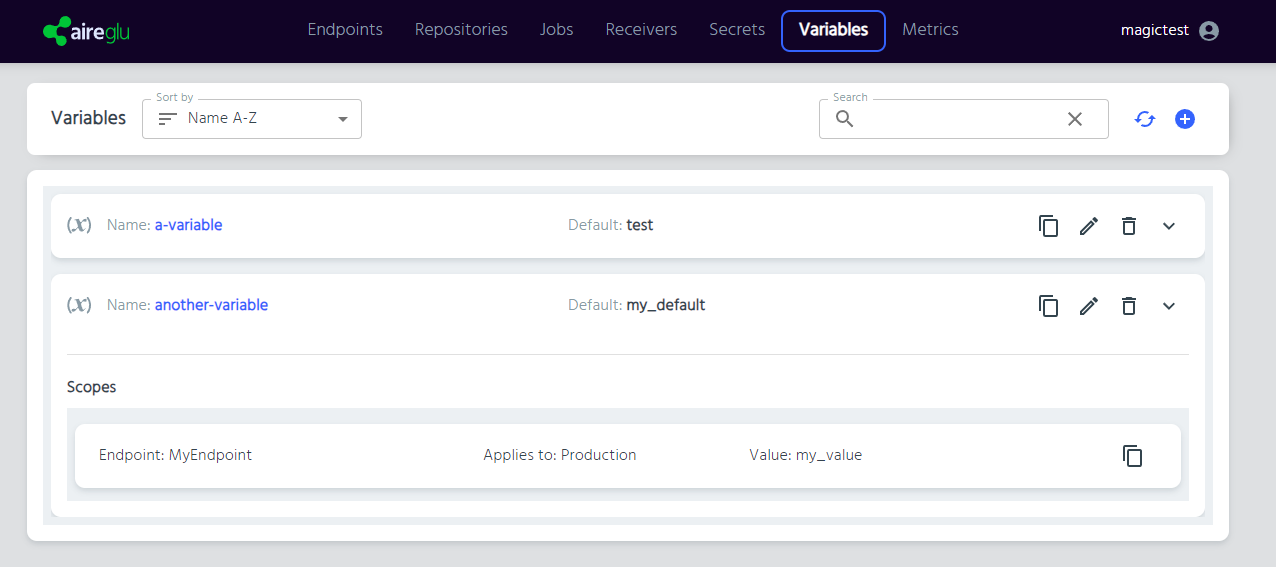 aireglu Endpoints Repositories Jobs Receivers Secrets Variables Metrics magictest
Sort by Search
Variables Name A-Z
(x) Name: a-variable Default: test
(x) Name: another-variable Default: my_default
Scopes
Endpoint: MyEndpoint Applies to: Production Value: my_value